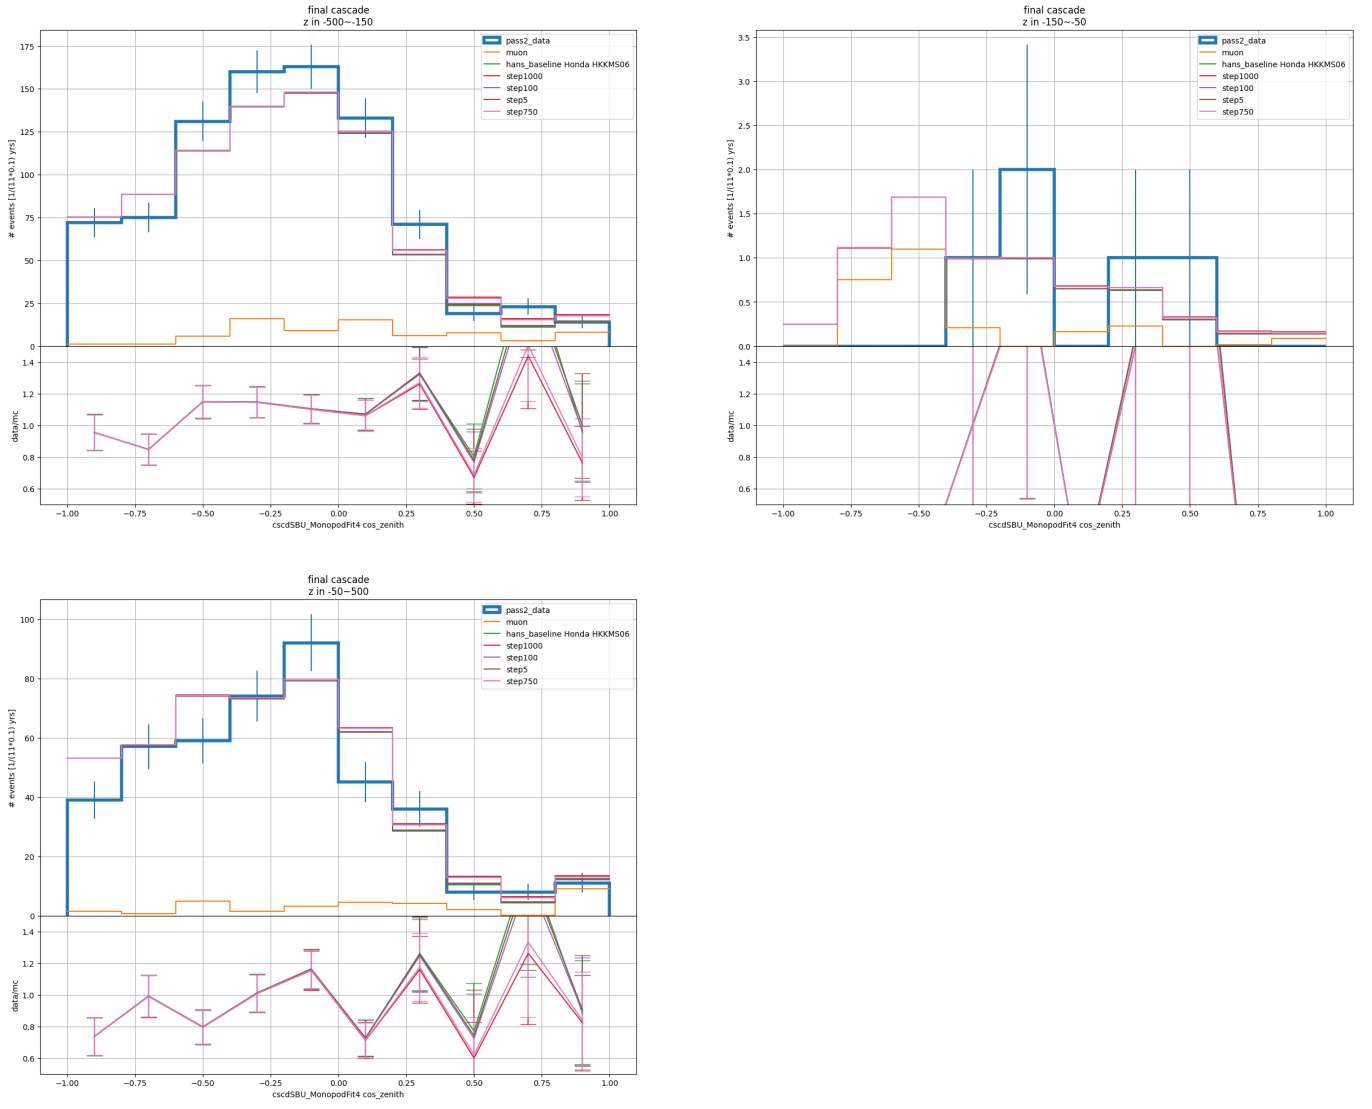 final cascade
z in -500~-150
175
150
125
100
75
50
25
0
# events [1/(11*0.1) yrs]
pass2_data
muon
hans_baseline Honda HKKMS06
step1000
step100
step5
step750
1.4
1.2
1.0
0.8
0.6
data/mc
−1.00 −0.75 −0.50 −0.25 0.00 0.25 0.50 0.75 1.00
cscdSBU_MonopodFit4 cos_zenith
final cascade
z in -150~-50
3.5
3.0
2.5
2.0
1.5
1.0
0.5
0.0
# events [1/(11*0.1) yrs]
pass2_data
muon
hans_baseline Honda HKKMS06
step1000
step100
step5
step750
1.4
1.2
1.0
0.8
0.6
data/mc
−1.00 −0.75 −0.50 −0.25 0.00 0.25 0.50 0.75 1.00
cscdSBU_MonopodFit4 cos_zenith
final cascade
z in -50~500
100
80
60
40
20
0
# events [1/(11*0.1) yrs]
pass2_data
muon
hans_baseline Honda HKKMS06
step1000
step100
step5
step750
1.4
1.2
1.0
0.8
0.6
data/mc
−1.00 −0.75 −0.50 −0.25 0.00 0.25 0.50 0.75 1.00
cscdSBU_MonopodFit4 cos_zenith